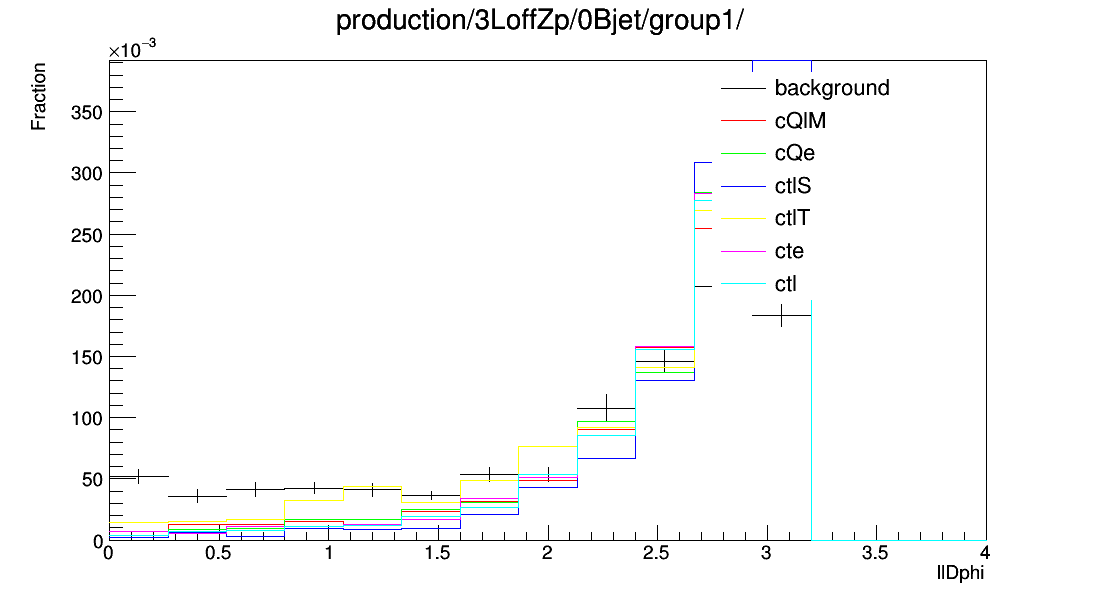 production/3LoffZp/0Bjet/group1/
×10⁻³
Fraction
background
cQlM
cQe
ctlS
ctlT
cte
ctl
350
300
250
200
150
100
50
0
0 0.5 1 1.5 2 2.5 3 3.5 4
llDphi